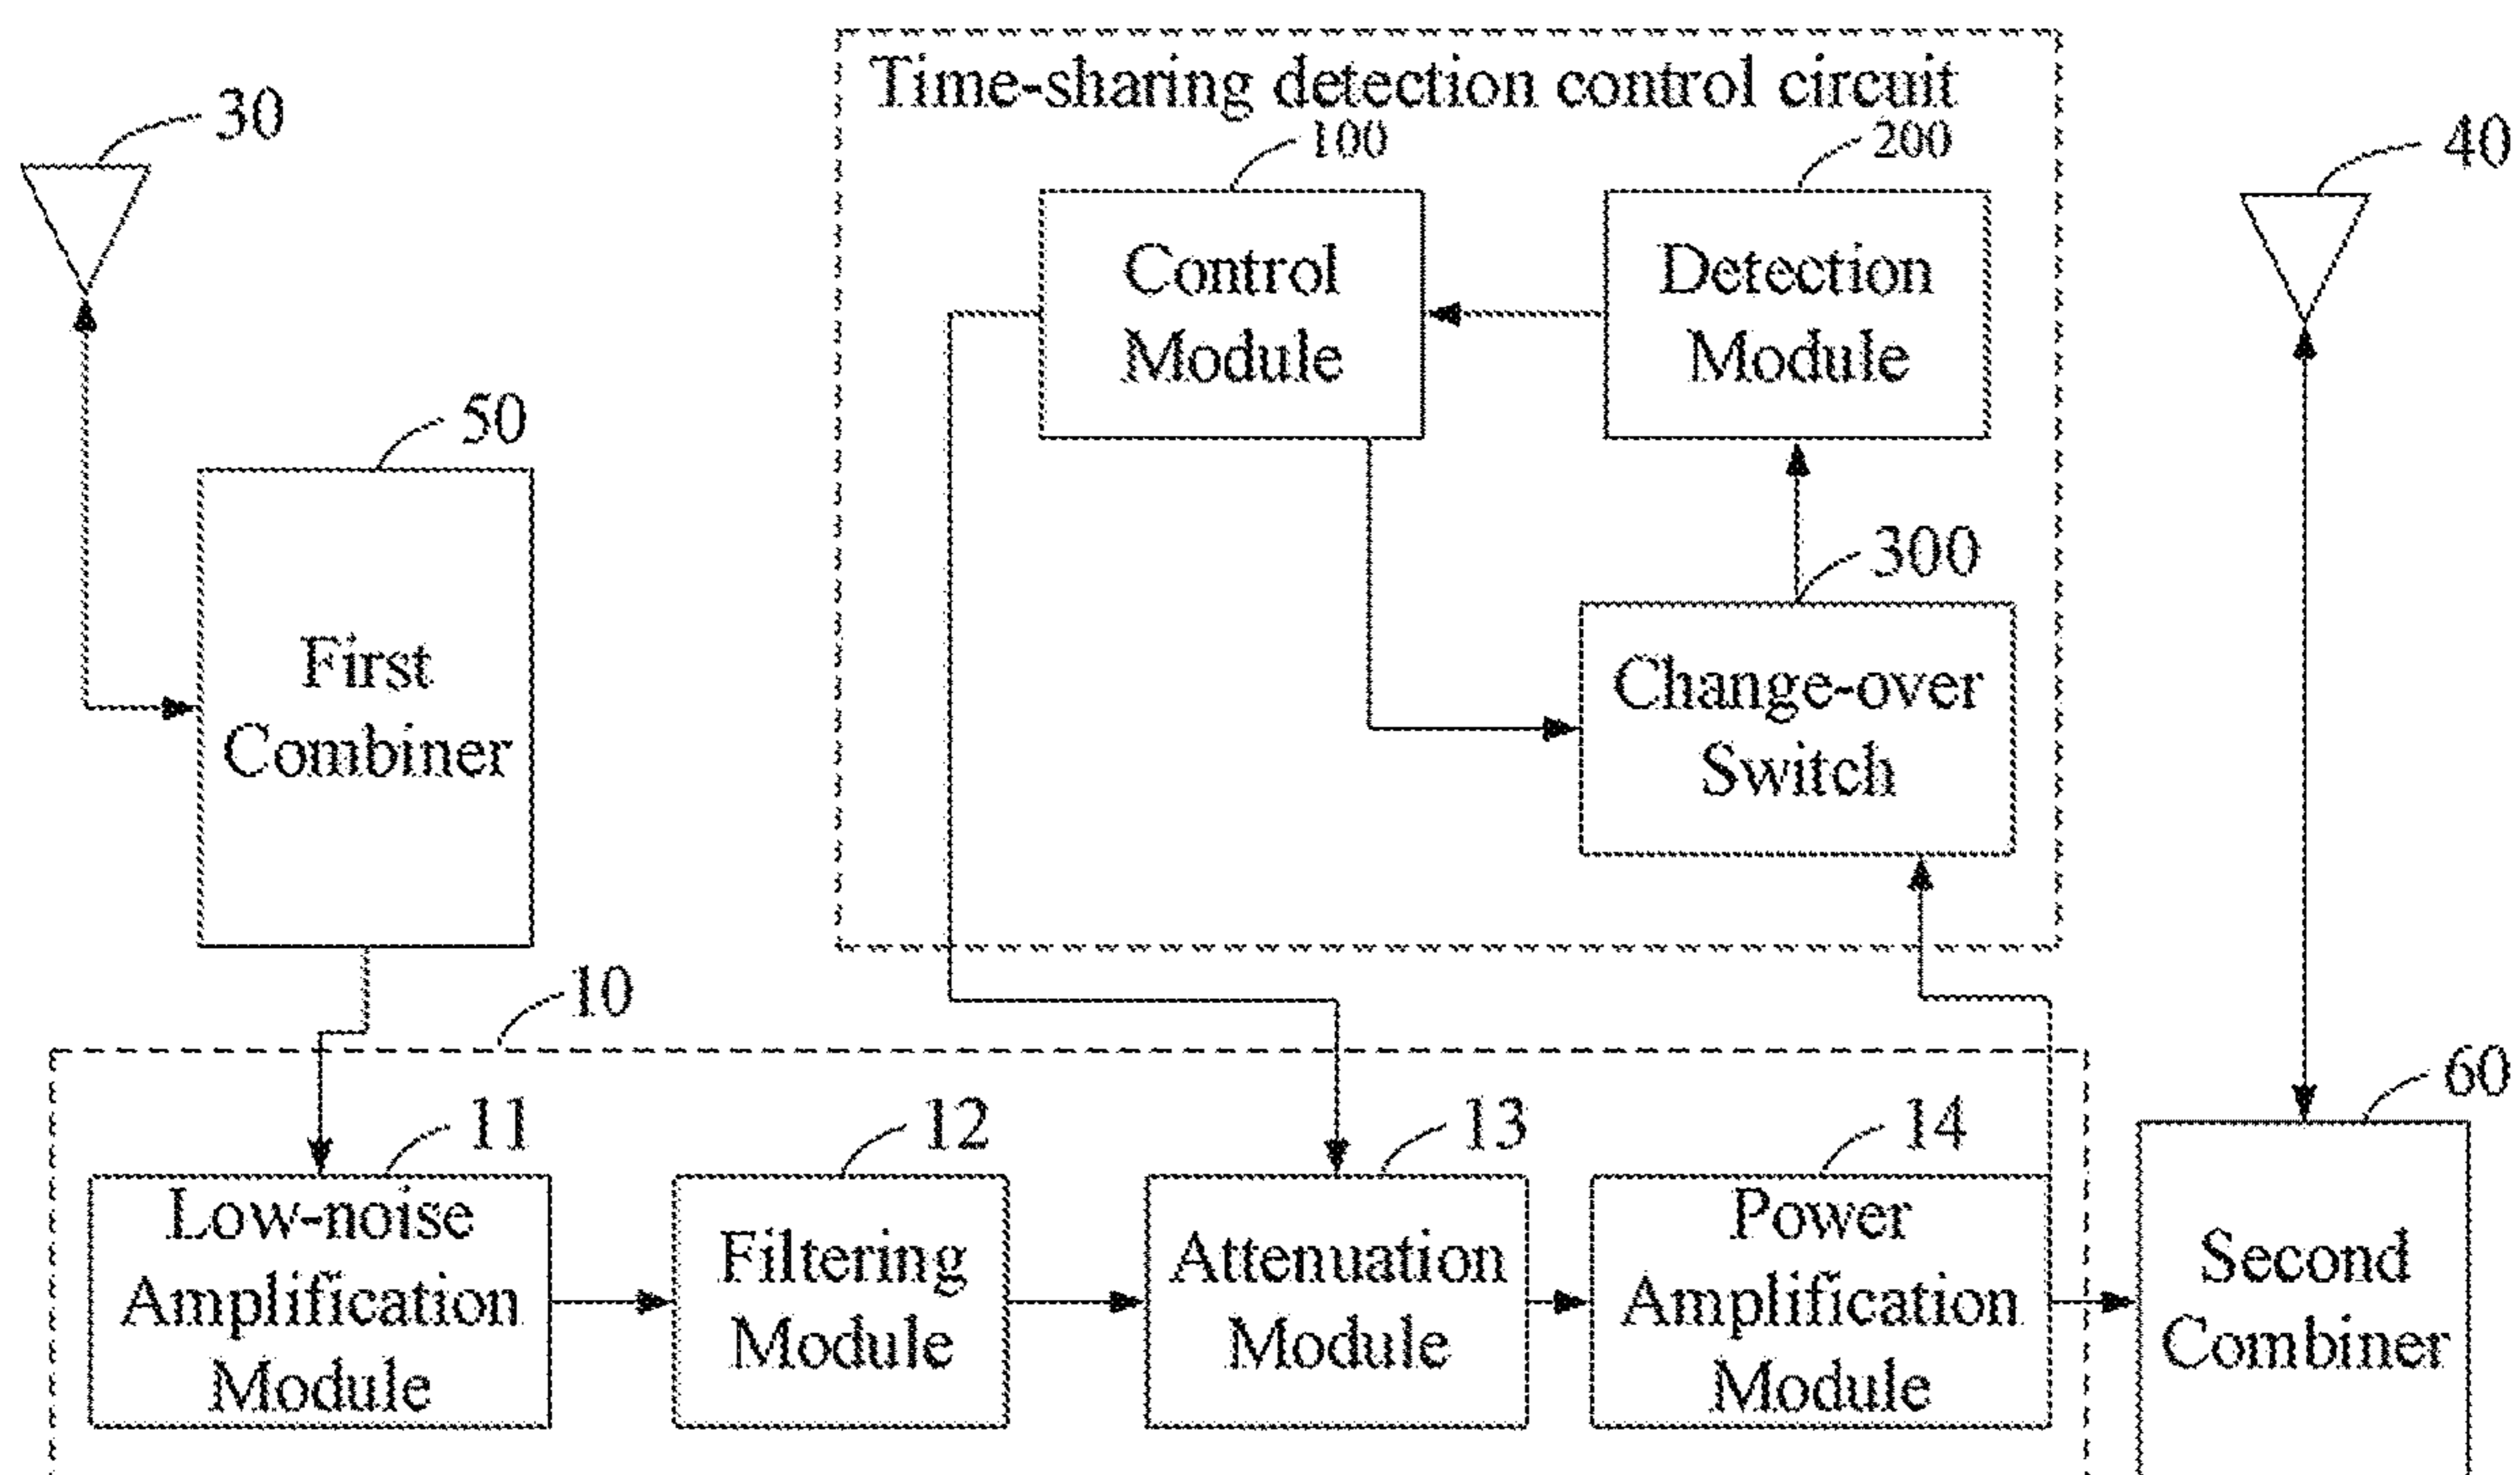 Time-sharing detection control circuit
30
100
200
40
Control
Module
Detection
Module
50
300
First
Combiner
Change-over
Switch
10
60
11
12
13
14
Low-noise
Amplification
Module
Filtering
Module
Attenuation
Module
Power
Amplification
Module
Second
Combiner